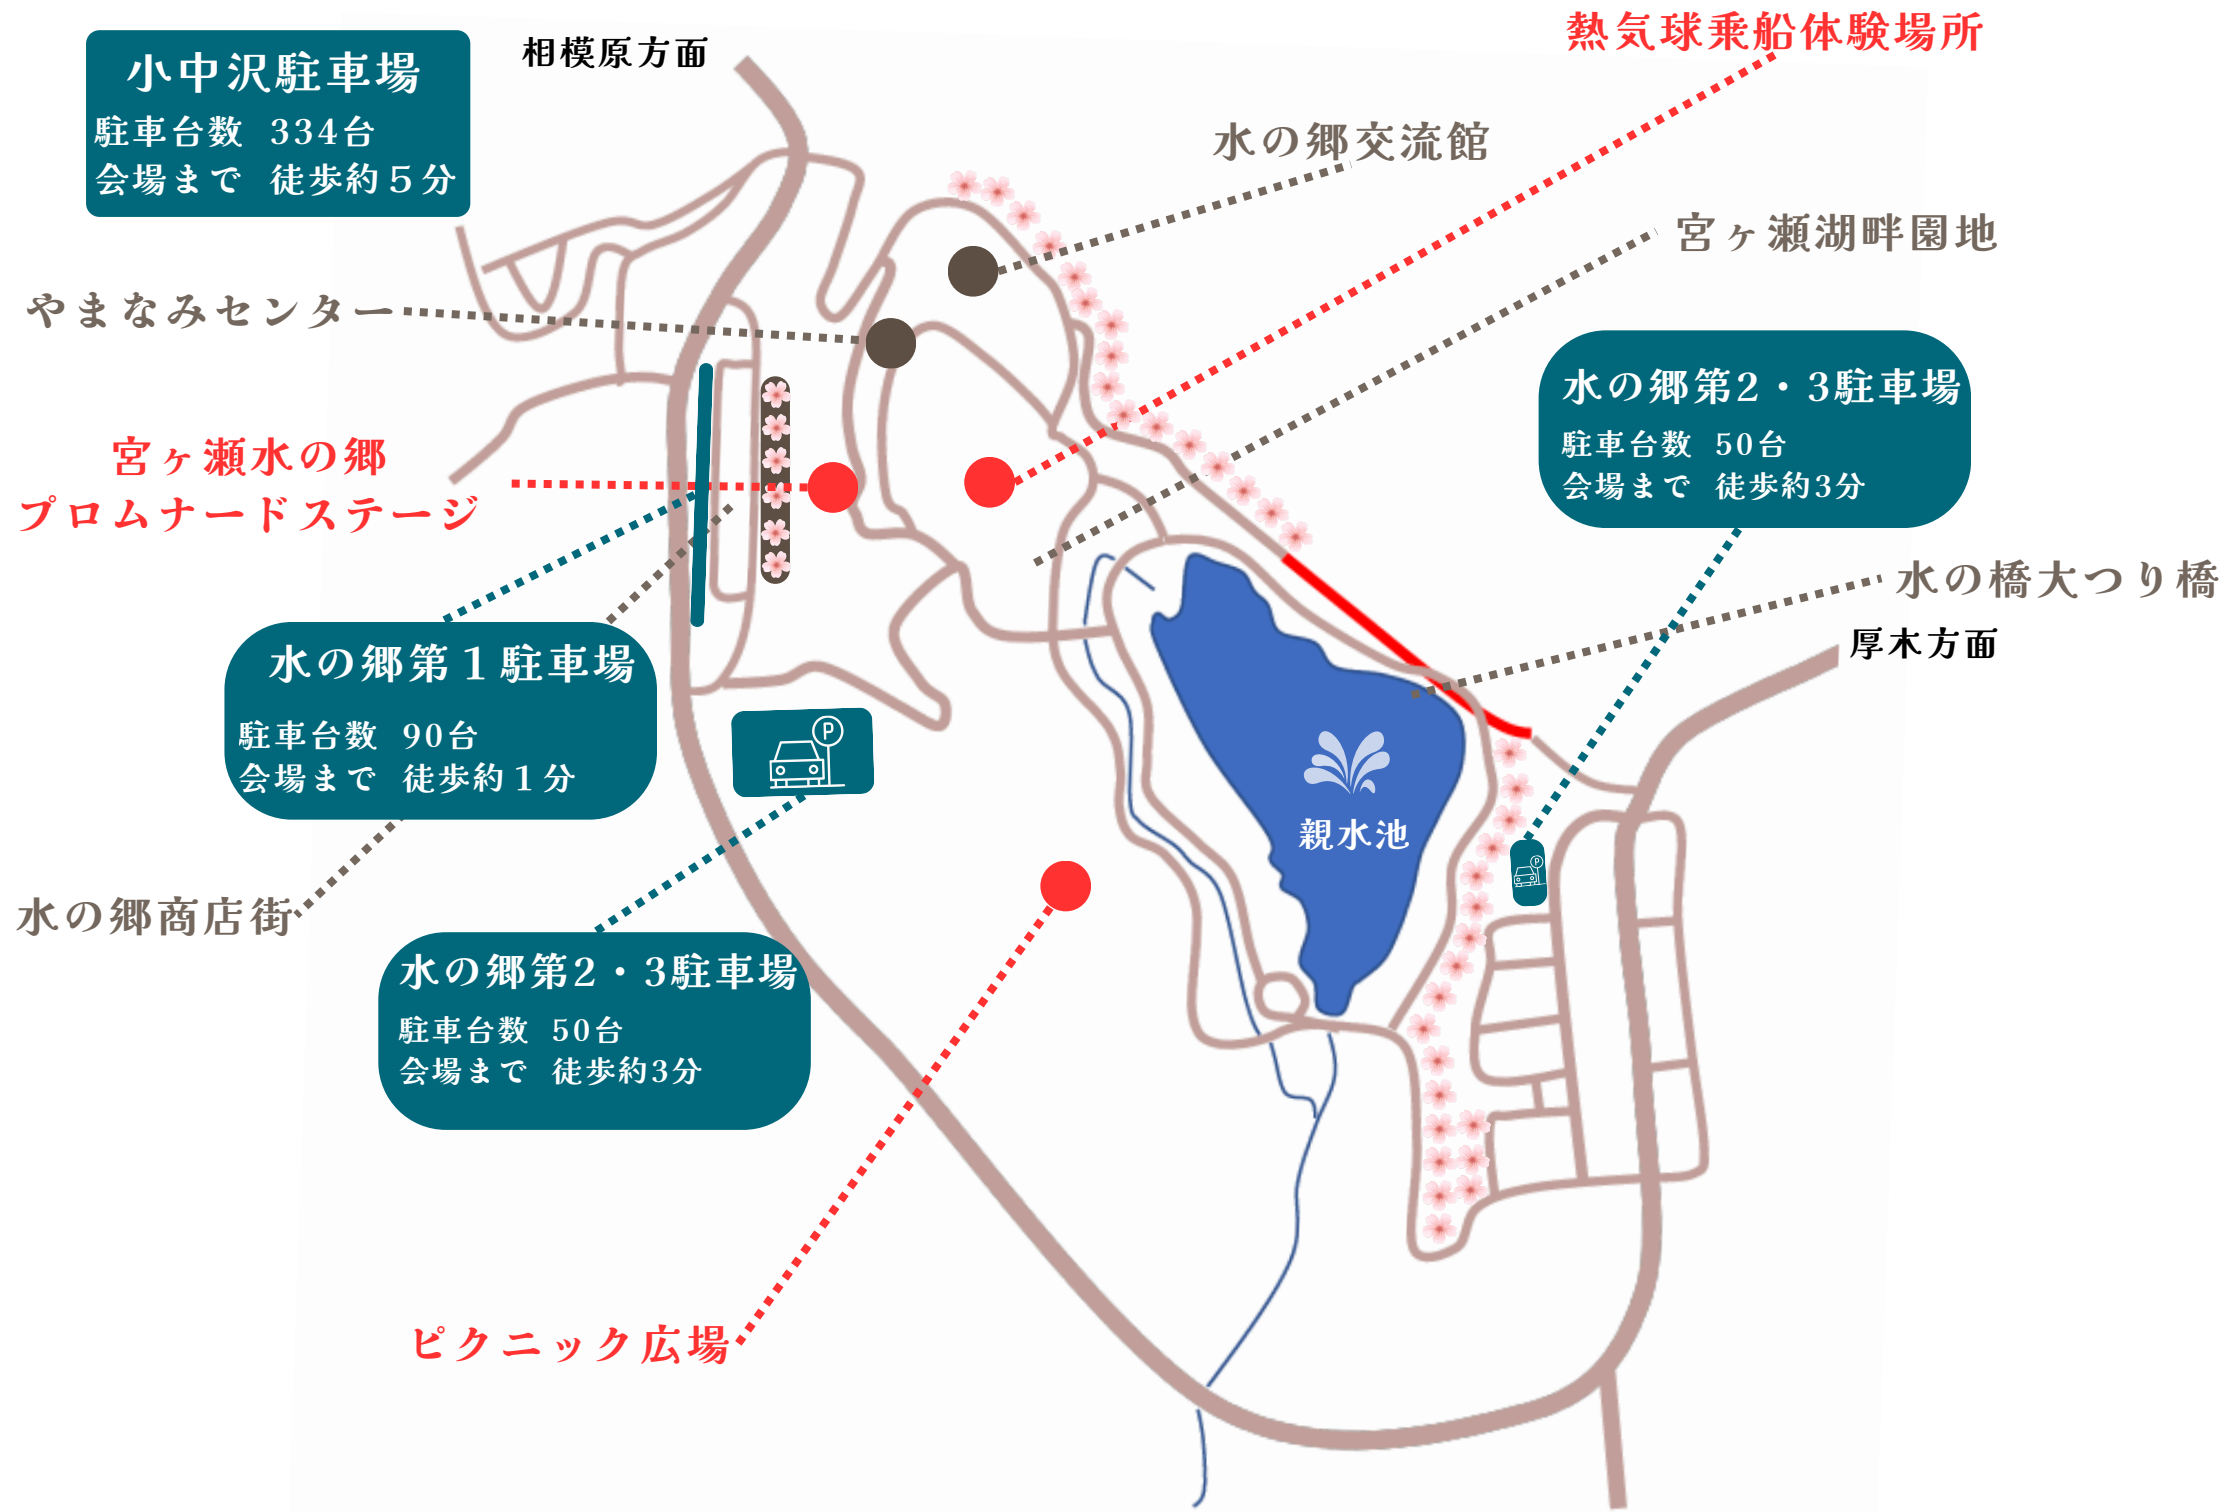 熱気球乗船体験場所
相模原方面
小中沢駐車場
駐車台数 334台
会場まで 徒歩約5分
水の郷交流館
宮ヶ瀬湖畔園地
やまなみセンター
水の郷第2・3駐車場
駐車台数 50台
会場まで 徒歩約3分
宮ヶ瀬水の郷
プロムナードステージ
水の橋大つり橋
厚木方面
水の郷第1駐車場
駐車台数 90台
会場まで 徒歩約1分
P
親水池
P
水の郷商店街
水の郷第2・3駐車場
駐車台数 50台
会場まで 徒歩約3分
ピクニック広場